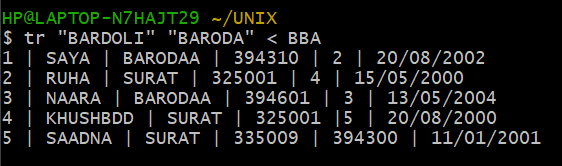 HP@LAPTOP-N7HAJT29 ~/UNIX
$ tr "BARDOLI" "BARODA" < BBA
1 | SAYA | BARODAA | 394310 | 2 | 20/08/2002
2 | RUHA | SURAT | 325001 | 4 | 15/05/2000
3 | NAARA | BARODAA | 394601 | 3 | 13/05/2004
4 | KHUSHBDD | SURAT | 325001 |5 | 20/08/2000
5 | SAADNA | SURAT | 335009 | 394300 | 11/01/2001